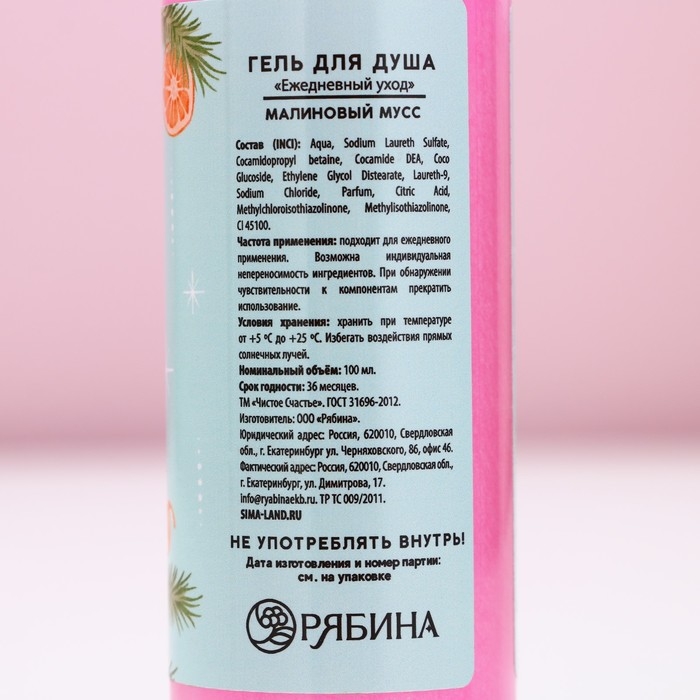 ГЕЛЬ ДЛЯ ДУША
«Ежедневный уход»
МАЛИНОВЫЙ МУСС
Состав (INCI): Aqua, Sodium Laureth Sulfate,
Cocamidopropyl betaine, Cocamide DEA, Coco
Glucoside, Ethylene Glycol Distearate, Laureth-9,
Sodium Chloride, Parfum, Citric Acid,
Methylchloroisothiazolinone, Methylisothiazolinone,
CI 45100.
Частота применения: подходит для ежедневного
применения. Возможна индивидуальная
непереносимость ингредиентов. При обнаружении
чувствительности к компонентам прекратить
использование.
Условия хранения: хранить при температуре
от +5 ºС до +25 ºС. Избегать воздействия прямых
солнечных лучей.
Номинальный объём: 100 мл.
Срок годности: 36 месяцев.
ТМ «Чистое Счастье». ГОСТ 31696-2012.
Изготовитель: ООО «Рябина».
Юридический адрес: Россия, 620010, Свердловская
обл., г. Екатеринбург ул. Черняховского, 86, офис 46.
Фактический адрес: Россия, 620010, Свердловская обл.,
г. Екатеринбург, ул. Димитрова, 17.
info@ryabinaekb.ru. ТР ТС 009/2011.
SIMA-LAND.RU
НЕ УПОТРЕБЛЯТЬ ВНУТРЬ!
Дата изготовления и номер партии:
см. на упаковке
РЯБИНА